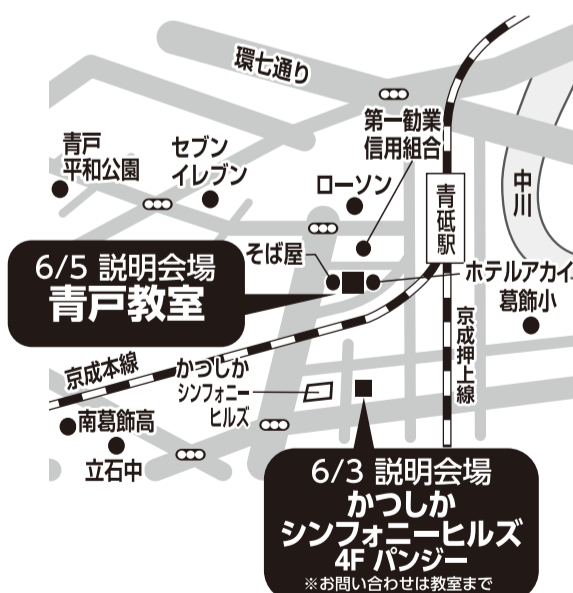 環七通り
第一勧業
信用組合
青戸
平和公園
セブン
イレブン
ローソン
青砥駅
中川
6/5 説明会場
青戸教室
そば屋
ホテルアカイ
葛飾小
京成本線
かつしか
シンフォニー
ヒルズ
京成押上線
南葛飾高
立石中
6/3 説明会場
かつしか
シンフォニーヒルズ
4F パンジー
※お問い合わせは教室まで